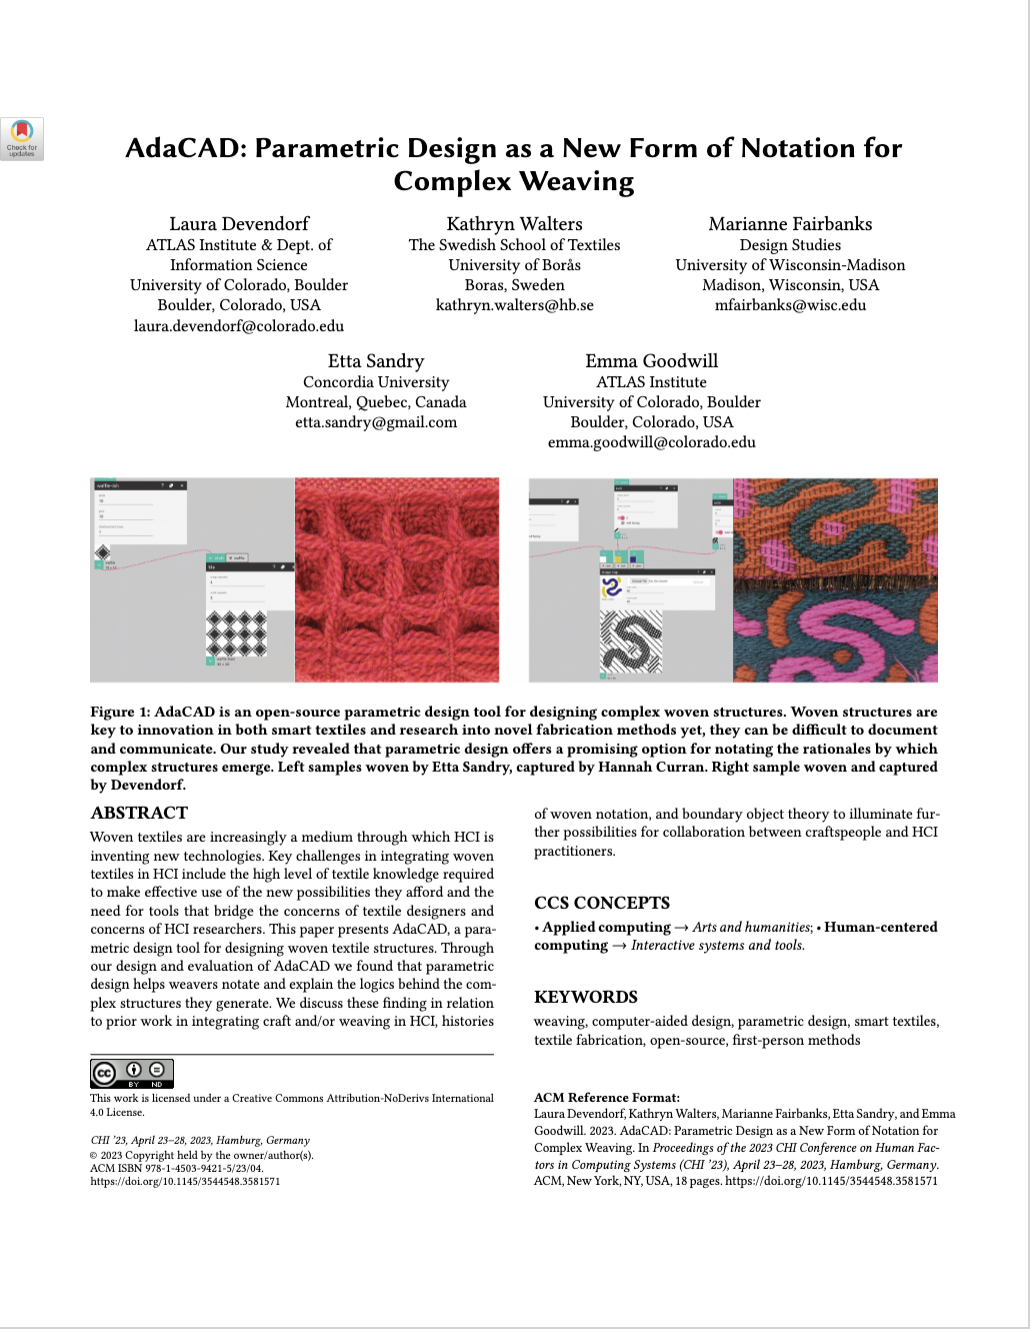 Check for
updates
AdaCAD: Parametric Design as a New Form of Notation for
Complex Weaving
Laura Devendorf
ATLAS Institute & Dept. of
Information Science
University of Colorado, Boulder
Boulder, Colorado, USA
laura.devendorf@colorado.edu
Kathryn Walters
The Swedish School of Textiles
University of Borås
Boras, Sweden
kathryn.walters@hb.se
Marianne Fairbanks
Design Studies
University of Wisconsin-Madison
Madison, Wisconsin, USA
mfairbanks@wisc.edu
Etta Sandry
Concordia University
Montreal, Quebec, Canada
etta.sandry@gmail.com
Emma Goodwill
ATLAS Institute
University of Colorado, Boulder
Boulder, Colorado, USA
emma.goodwill@colorado.edu
Figure 1: AdaCAD is an open-source parametric design tool for designing complex woven structures. Woven structures are
key to innovation in both smart textiles and research into novel fabrication methods yet, they can be difficult to document
and communicate. Our study revealed that parametric design offers a promising option for notating the rationales by which
complex structures emerge. Left samples woven by Etta Sandry, captured by Hannah Curran. Right sample woven and captured
by Devendorf.
ABSTRACT
Woven textiles are increasingly a medium through which HCI is
inventing new technologies. Key challenges in integrating woven
textiles in HCI include the high level of textile knowledge required
to make effective use of the new possibilities they afford and the
need for tools that bridge the concerns of textile designers and
concerns of HCI researchers. This paper presents AdaCAD, a para-
metric design tool for designing woven textile structures. Through
our design and evaluation of AdaCAD we found that parametric
design helps weavers notate and explain the logics behind the com-
plex structures they generate. We discuss these finding in relation
to prior work in integrating craft and/or weaving in HCI, histories
of woven notation, and boundary object theory to illuminate fur-
ther possibilities for collaboration between craftspeople and HCI
practitioners.
CCS CONCEPTS
• Applied computing → Arts and humanities; • Human-centered
computing → Interactive systems and tools.
KEYWORDS
weaving, computer-aided design, parametric design, smart textiles,
textile fabrication, open-source, first-person methods
ACM Reference Format:
Laura Devendorf, Kathryn Walters, Marianne Fairbanks, Etta Sandry, and Emma
Goodwill. 2023. AdaCAD: Parametric Design as a New Form of Notation for
Complex Weaving. In Proceedings of the 2023 CHI Conference on Human Fac-
tors in Computing Systems (CHI '23), April 23–28, 2023, Hamburg, Germany.
ACM, New York, NY, USA, 18 pages. https://doi.org/10.1145/3544548.3581571
cc BY ND
This work is licensed under a Creative Commons Attribution-NoDerivs International
4.0 License.
CHI '23, April 23–28, 2023, Hamburg, Germany
© 2023 Copyright held by the owner/author(s).
ACM ISBN 978-1-4503-9421-5/23/04.
https://doi.org/10.1145/3544548.3581571